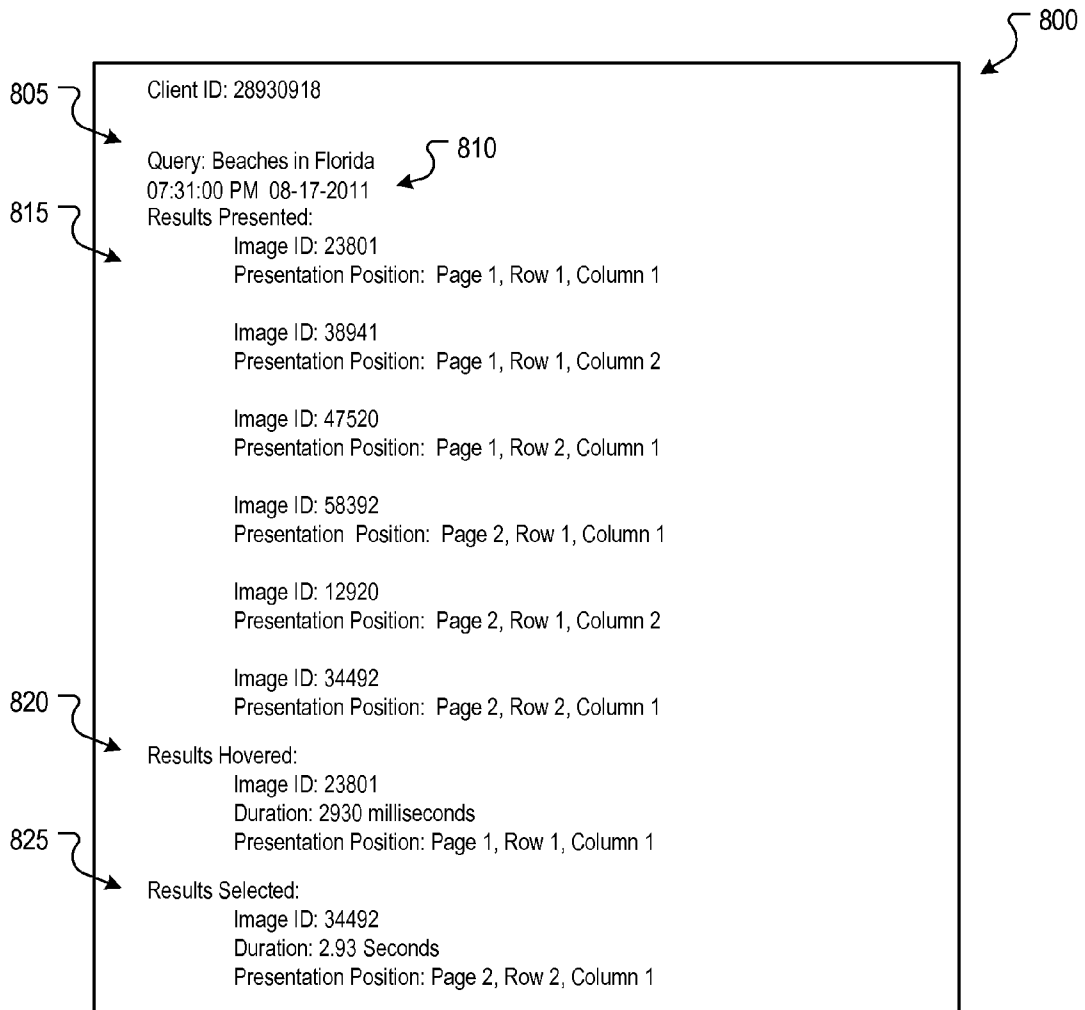 800
805
Client ID: 28930918
Query: Beaches in Florida
810
07:31:00 PM 08-17-2011
815
Results Presented:
Image ID: 23801
Presentation Position: Page 1, Row 1, Column 1
Image ID: 38941
Presentation Position: Page 1, Row 1, Column 2
Image ID: 47520
Presentation Position: Page 1, Row 2, Column 1
Image ID: 58392
Presentation Position: Page 2, Row 1, Column 1
Image ID: 12920
Presentation Position: Page 2, Row 1, Column 2
Image ID: 34492
Presentation Position: Page 2, Row 2, Column 1
820
Results Hovered:
Image ID: 23801
Duration: 2930 milliseconds
Presentation Position: Page 1, Row 1, Column 1
825
Results Selected:
Image ID: 34492
Duration: 2.93 Seconds
Presentation Position: Page 2, Row 2, Column 1